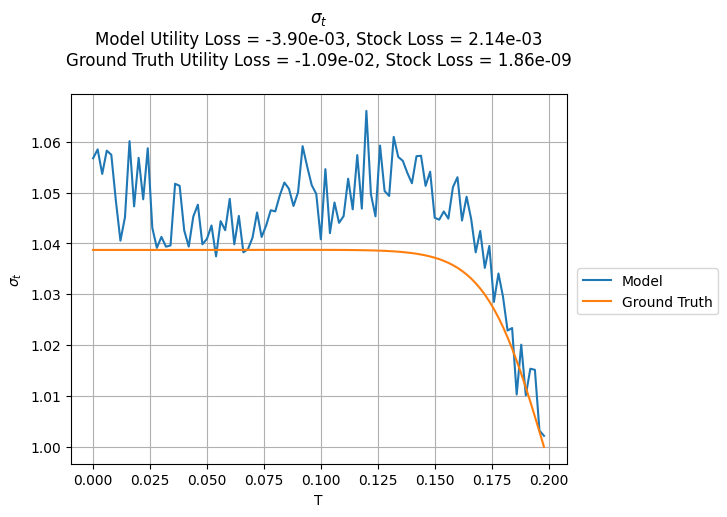 σt
Model Utility Loss = -3.90e-03, Stock Loss = 2.14e-03
Ground Truth Utility Loss = -1.09e-02, Stock Loss = 1.86e-09
1.06
1.05
1.04
1.03
1.02
1.01
1.00
σt
0.000 0.025 0.050 0.075 0.100 0.125 0.150 0.175 0.200
T
Model
Ground Truth